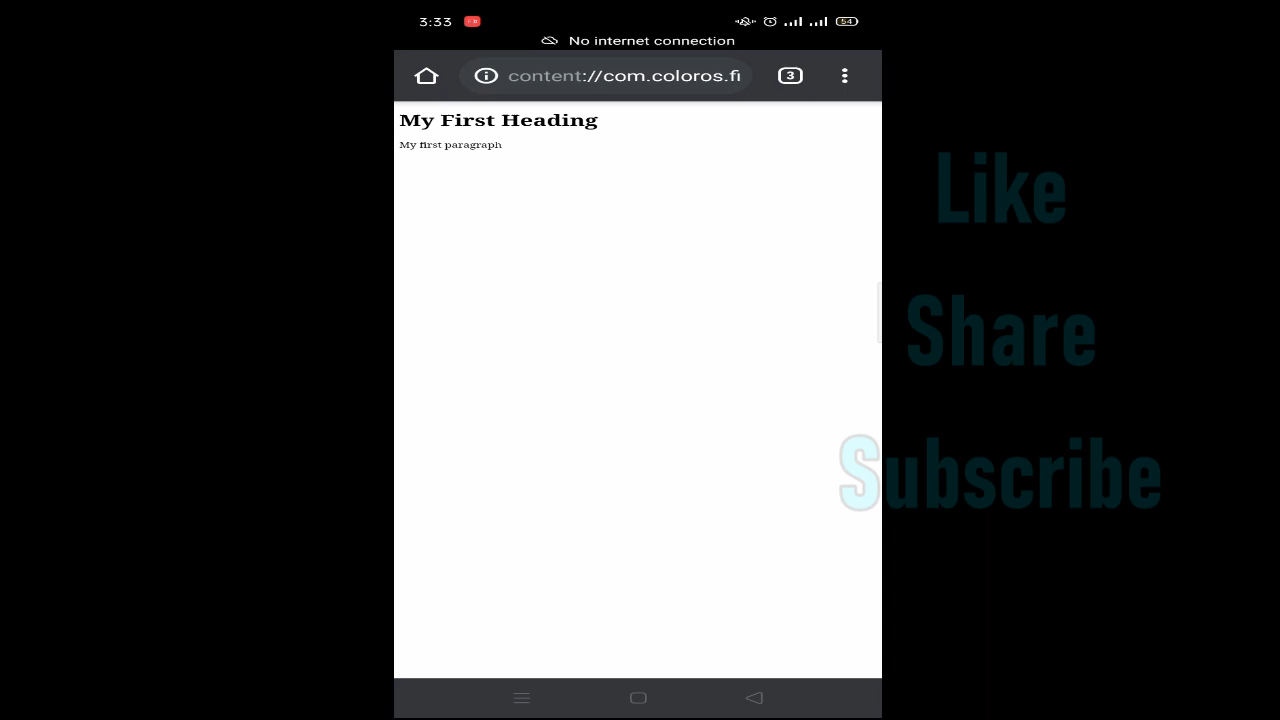 3:33
54
No internet connection
content://com.coloros.fi
3
My First Heading
My first paragraph
Like
Share
Subscribe